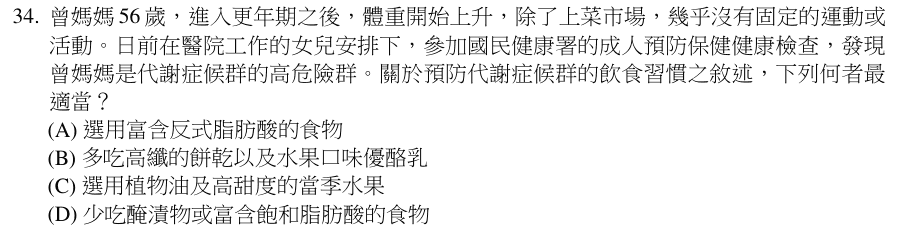 34. 曾媽媽 56 歲，進入更年期之後，體重開始上升，除了上菜市場，幾乎沒有固定的運動或
活動。日前在醫院工作的女兒安排下，參加國民健康署的成人預防保健健康檢查，發現
曾媽媽是代謝症候群的高危險群。關於預防代謝症候群的飲食習慣之敘述，下列何者最
適當？
(A) 選用富含反式脂肪酸的食物
(B) 多吃高纖的餅乾以及水果口味優酪乳
(C) 選用植物油及高甜度的當季水果
(D) 少吃醃漬物或富含飽和脂肪酸的食物